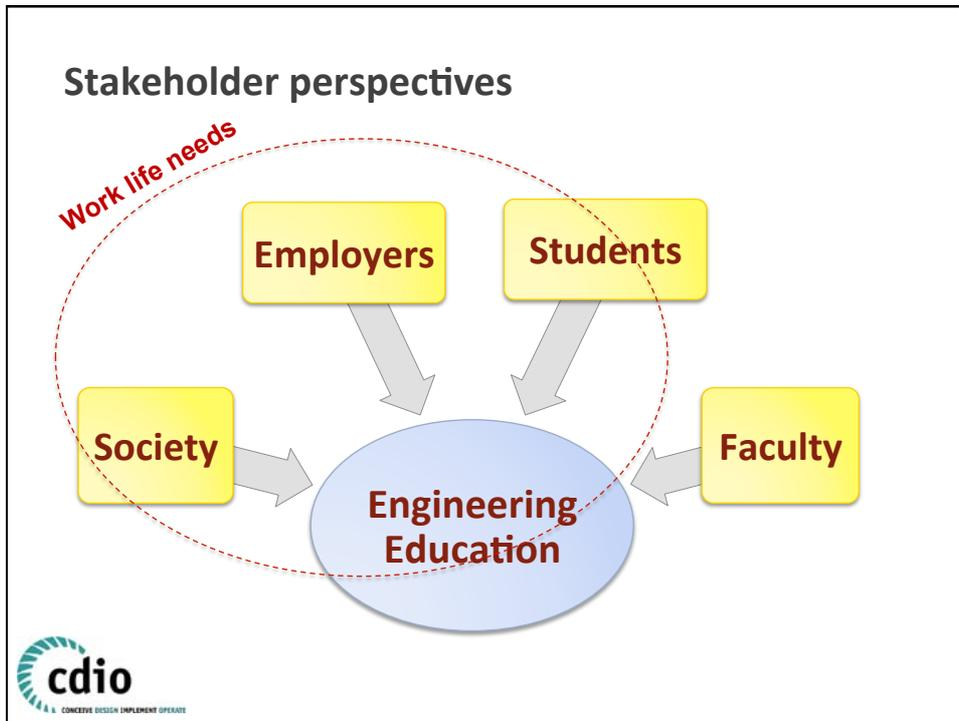 Stakeholder perspectives
Work life needs
Employers
Students
Society
Faculty
Engineering
Education
cdio
CONCEIVE DESIGN IMPLEMENT OPERATE